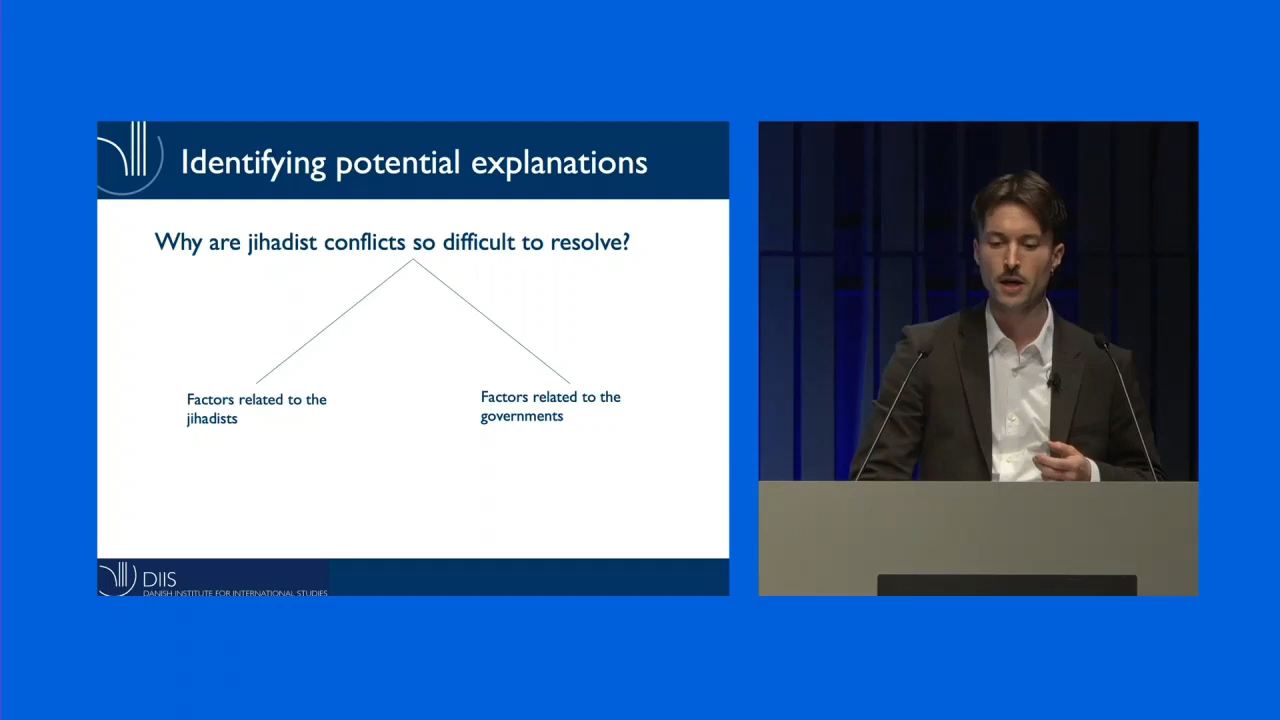 Identifying potential explanations
Why are jihadist conflicts so difficult to resolve?
Factors related to the
jihadists
Factors related to the
governments
DIIS
DANISH INSTITUTE FOR INTERNATIONAL STUDIES